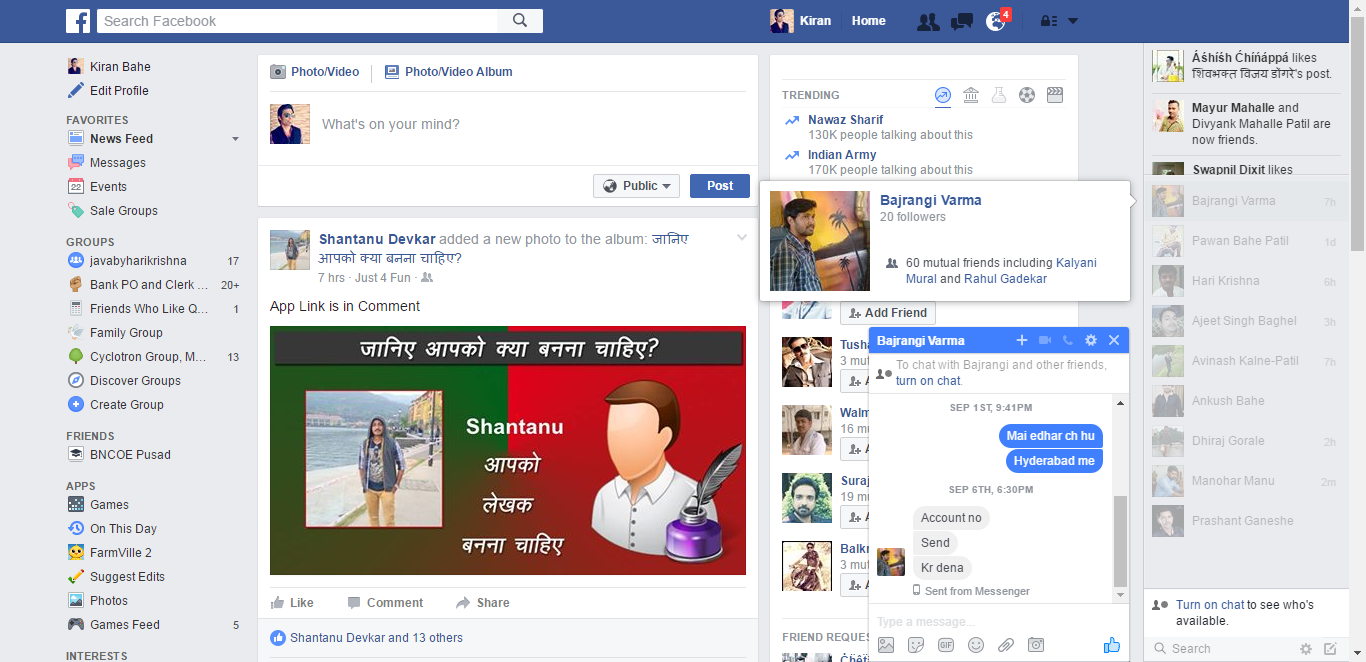 Search Facebook
Kiran
Home
4
Kiran Bahe
Edit Profile
FAVORITES
News Feed
Messages
22
Events
Sale Groups
GROUPS
javabyharikrishna 17
Bank PO and Clerk ... 20+
Friends Who Like Q... 1
Family Group
Cyclotron Group, M... 13
Discover Groups
Create Group
FRIENDS
BNCOE Pusad
APPS
Games
On This Day
FarmVille 2
Suggest Edits
Photos
Games Feed 5
INTERESTS
Photo/Video
Photo/Video Album
What's on your mind?
Public
Post
Shantanu Devkar added a new photo to the album: जानिए
आपको क्या बनना चाहिए?
7 hrs · Just 4 Fun ·
App Link is in Comment
जानिए आपको क्या बनना चाहिए?
Shantanu
आपको
लेखक
बनना चाहिए
Like
Comment
Share
Shantanu Devkar and 13 others
TRENDING
Nawaz Sharif
130K people talking about this
Indian Army
170K people talking about this
Bajrangi Varma
20 followers
60 mutual friends including Kalyani
Mural and Rahul Gadekar
Add Friend
Tusha
3 mut
Walm
16 mu
Suraj
19 mu
Balkr
3 mut
FRIEND REQUES
Bajrangi Varma
To chat with Bajrangi and other friends,
turn on chat.
SEP 1ST, 9:41PM
Mai edhar ch hu
Hyderabad me
SEP 6TH, 6:30PM
Account no
Send
Kr dena
Sent from Messenger
Type a message...
GIF
Áśhíśh Ćhíńáppá likes
शिवभक्त विजय डोंगरे's post.
Mayur Mahalle and
Divyank Mahalle Patil are
now friends.
Swapnil Dixit likes
Bajrangi Varma 7h
Pawan Bahe Patil 1d
Hari Krishna 6h
Ajeet Singh Baghel 3h
Avinash Kalne-Patil 7h
Ankush Bahe
Dhiraj Gorale 2h
Manohar Manu 2m
Prashant Ganeshe
Turn on chat to see who's
available.
Search